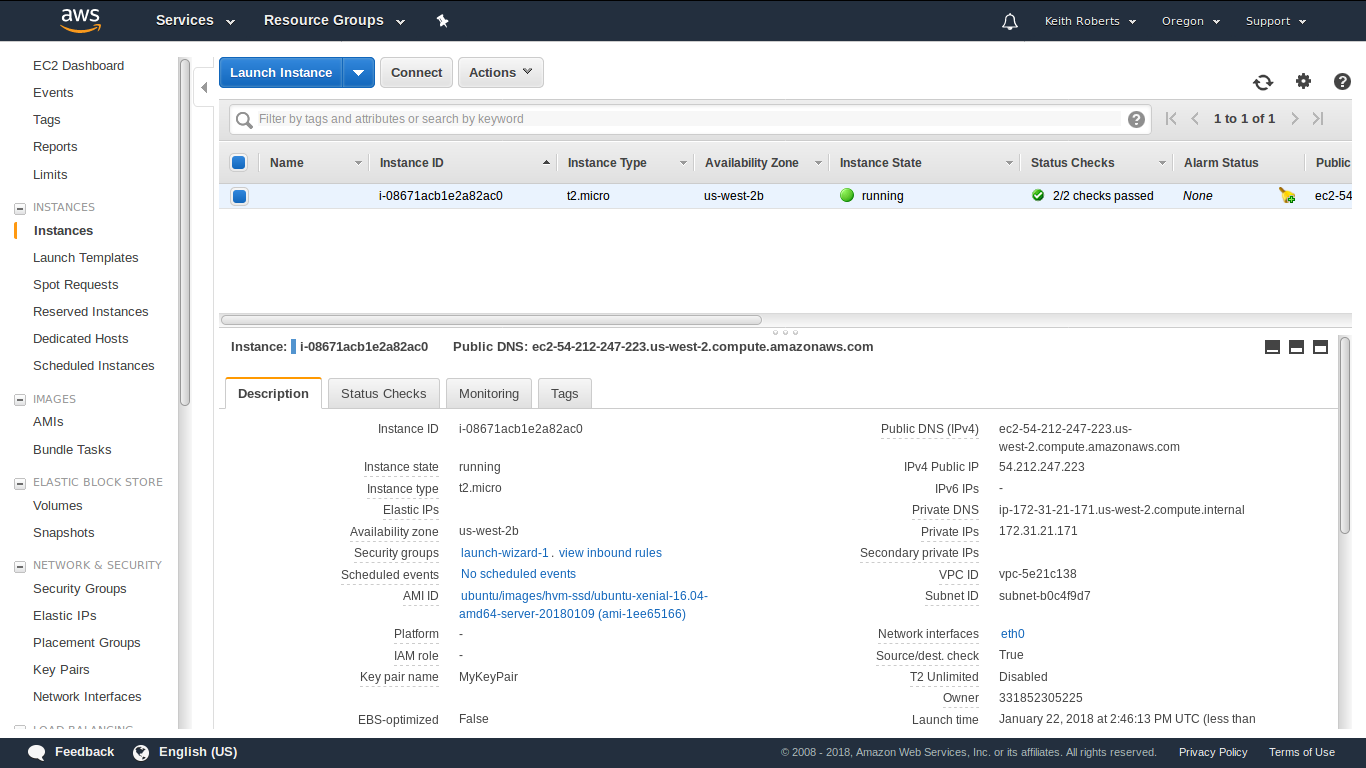 aws Services Resource Groups Keith Roberts Oregon Support
EC2 Dashboard
Events
Tags
Reports
Limits
INSTANCES
Instances
Launch Templates
Spot Requests
Reserved Instances
Dedicated Hosts
Scheduled Instances
IMAGES
AMIs
Bundle Tasks
ELASTIC BLOCK STORE
Volumes
Snapshots
NETWORK & SECURITY
Security Groups
Elastic IPs
Placement Groups
Key Pairs
Network Interfaces
LOAD BALANCING
Launch Instance Connect Actions
Filter by tags and attributes or search by keyword 1 to 1 of 1
Name Instance ID Instance Type Availability Zone Instance State Status Checks Alarm Status Public
i-08671acb1e2a82ac0 t2.micro us-west-2b running 2/2 checks passed None ec2-54
Instance: i-08671acb1e2a82ac0 Public DNS: ec2-54-212-247-223.us-west-2.compute.amazonaws.com
Description Status Checks Monitoring Tags
Instance ID i-08671acb1e2a82ac0
Instance state running
Instance type t2.micro
Elastic IPs
Availability zone us-west-2b
Security groups launch-wizard-1 . view inbound rules
Scheduled events No scheduled events
AMI ID ubuntu/images/hvm-ssd/ubuntu-xenial-16.04-
amd64-server-20180109 (ami-1ee65166)
Platform -
IAM role -
Key pair name MyKeyPair
EBS-optimized False
Public DNS (IPv4) ec2-54-212-247-223.us-
west-2.compute.amazonaws.com
IPv4 Public IP 54.212.247.223
IPv6 IPs -
Private DNS ip-172-31-21-171.us-west-2.compute.internal
Private IPs 172.31.21.171
Secondary private IPs
VPC ID vpc-5e21c138
Subnet ID subnet-b0c4f9d7
Network interfaces eth0
Source/dest. check True
T2 Unlimited Disabled
Owner 331852305225
Launch time January 22, 2018 at 2:46:13 PM UTC (less than
Feedback English (US) © 2008 - 2018, Amazon Web Services, Inc. or its affiliates. All rights reserved. Privacy Policy Terms of Use